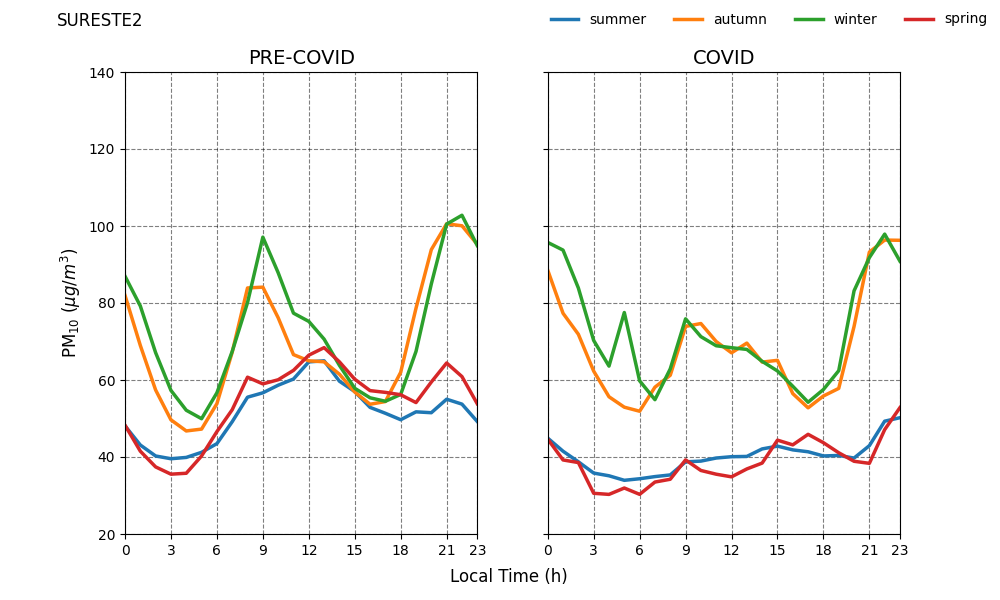 SURESTE2
summer autumn winter spring
PRE-COVID COVID
140
120
100
80
60
40
20
PM₁₀ (μg/m³)
0 3 6 9 12 15 18 21 23 0 3 6 9 12 15 18 21 23
Local Time (h)